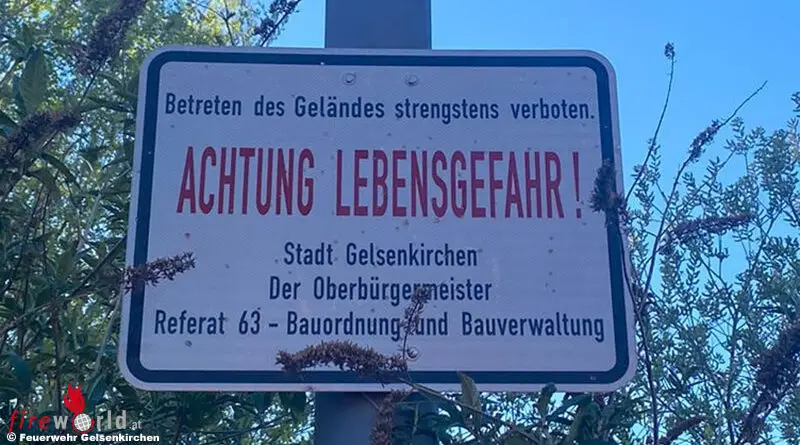 Betreten des Geländes strengstens verboten.
ACHTUNG LEBENSGEFAHR!
Stadt Gelsenkirchen
Der Oberbürgermeister
Referat 63 - Bauordnung und Bauverwaltung
fireworld.at
© Feuerwehr Gelsenkirchen